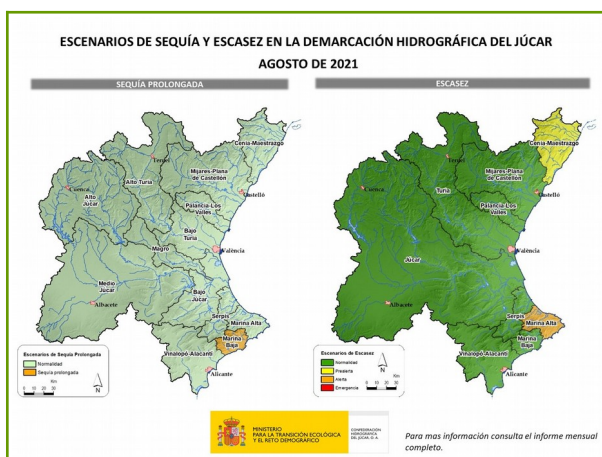 ESCENARIOS DE SEQUÍA Y ESCASEZ EN LA DEMARCACIÓN HIDROGRÁFICA DEL JÚCAR
AGOSTO DE 2021
SEQUÍA PROLONGADA
Cenia-Maestrazgo
Teruel
Mijares-Plana
de Castellón
Alto Turia
Cuenca
Castelló
Alto
Júcar
Palancia-Los
Valles
Bajo
Turia
Magro
València
Medio
Júcar
Bajo
Júcar
Albacete
Serpis
Marina Alta
Marina
Baja
Vinalopó-Alacantí
Alicante
Escenarios de Sequía Prolongada
Normalidad
Sequía prolongada
Km
0 10 20 30
N
ESCASEZ
Cenia-Maestrazgo
Teruel
Mijares-Plana
de Castellón
Cuenca
Turia
Castelló
Palancia-Los
Valles
València
Júcar
Albacete
Serpis
Marina Alta
Marina
Baja
Vinalopó-Alacantí
Alicante
Escenarios de Escasez
Normalidad
Prealerta
Alerta
Emergencia
Km
0 10 20 30
N
MINISTERIO
PARA LA TRANSICIÓN ECOLÓGICA
Y EL RETO DEMOGRÁFICO
CONFEDERACIÓN
HIDROGRÁFICA
DEL JÚCAR, O. A.
Para mas información consulta el informe mensual
completo.